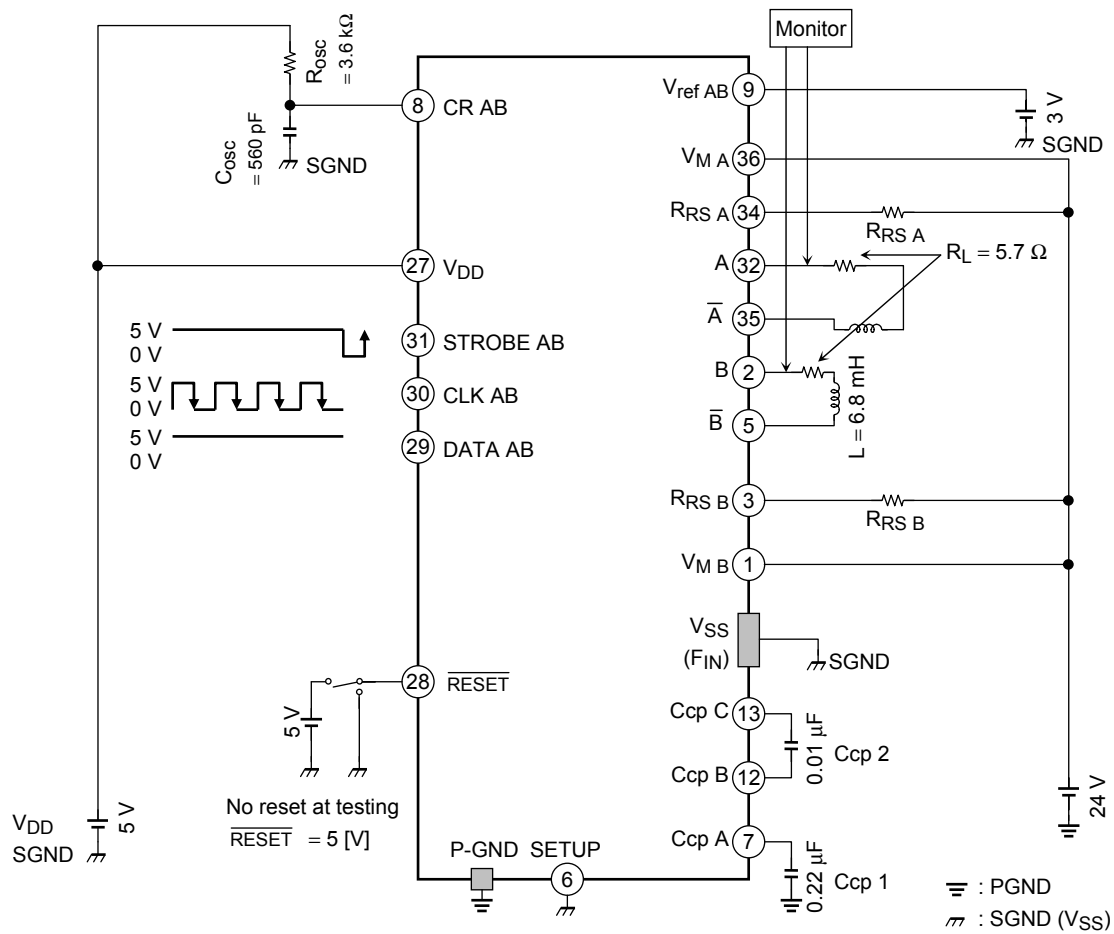 Monitor
Rosc
= 3.6 kΩ
Cosc
= 560 pF
SGND
8
CR AB
Vref AB
9
3 V
SGND
VM A
36
RRS A
34
RRS A
27
VDD
A
32
RL = 5.7 Ω
A̅
35
5 V
0 V
31
STROBE AB
B
2
5 V
0 V
30
CLK AB
L = 6.8 mH
B̅
5
5 V
0 V
29
DATA AB
RRS B
3
RRS B
VM B
1
VSS
(FIN)
SGND
28
RESET
5 V
Ccp C
13
0.01 μF
Ccp 2
Ccp B
12
No reset at testing
RESET = 5 [V]
VDD
SGND
5 V
24 V
Ccp A
7
0.22 μF
Ccp 1
P-GND
SETUP
6
: PGND
: SGND (VSS)